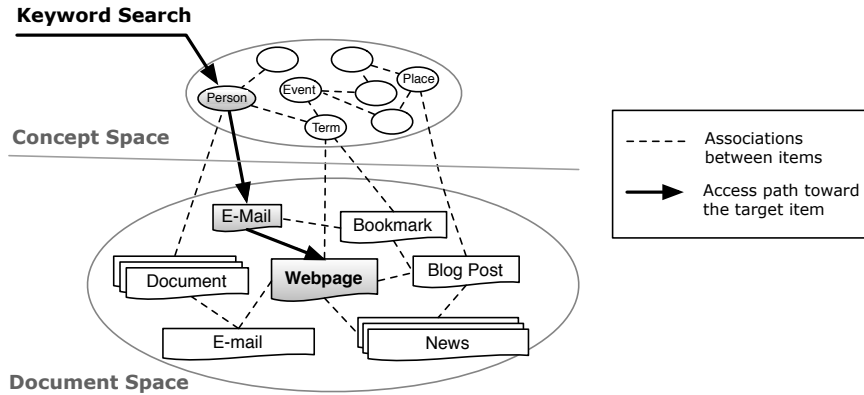 Keyword Search
Place
Event
Person
Term
Concept Space
Associations
between items
Access path toward
the target item
E-Mail
Bookmark
Document
Webpage
Blog Post
E-mail
News
Document Space